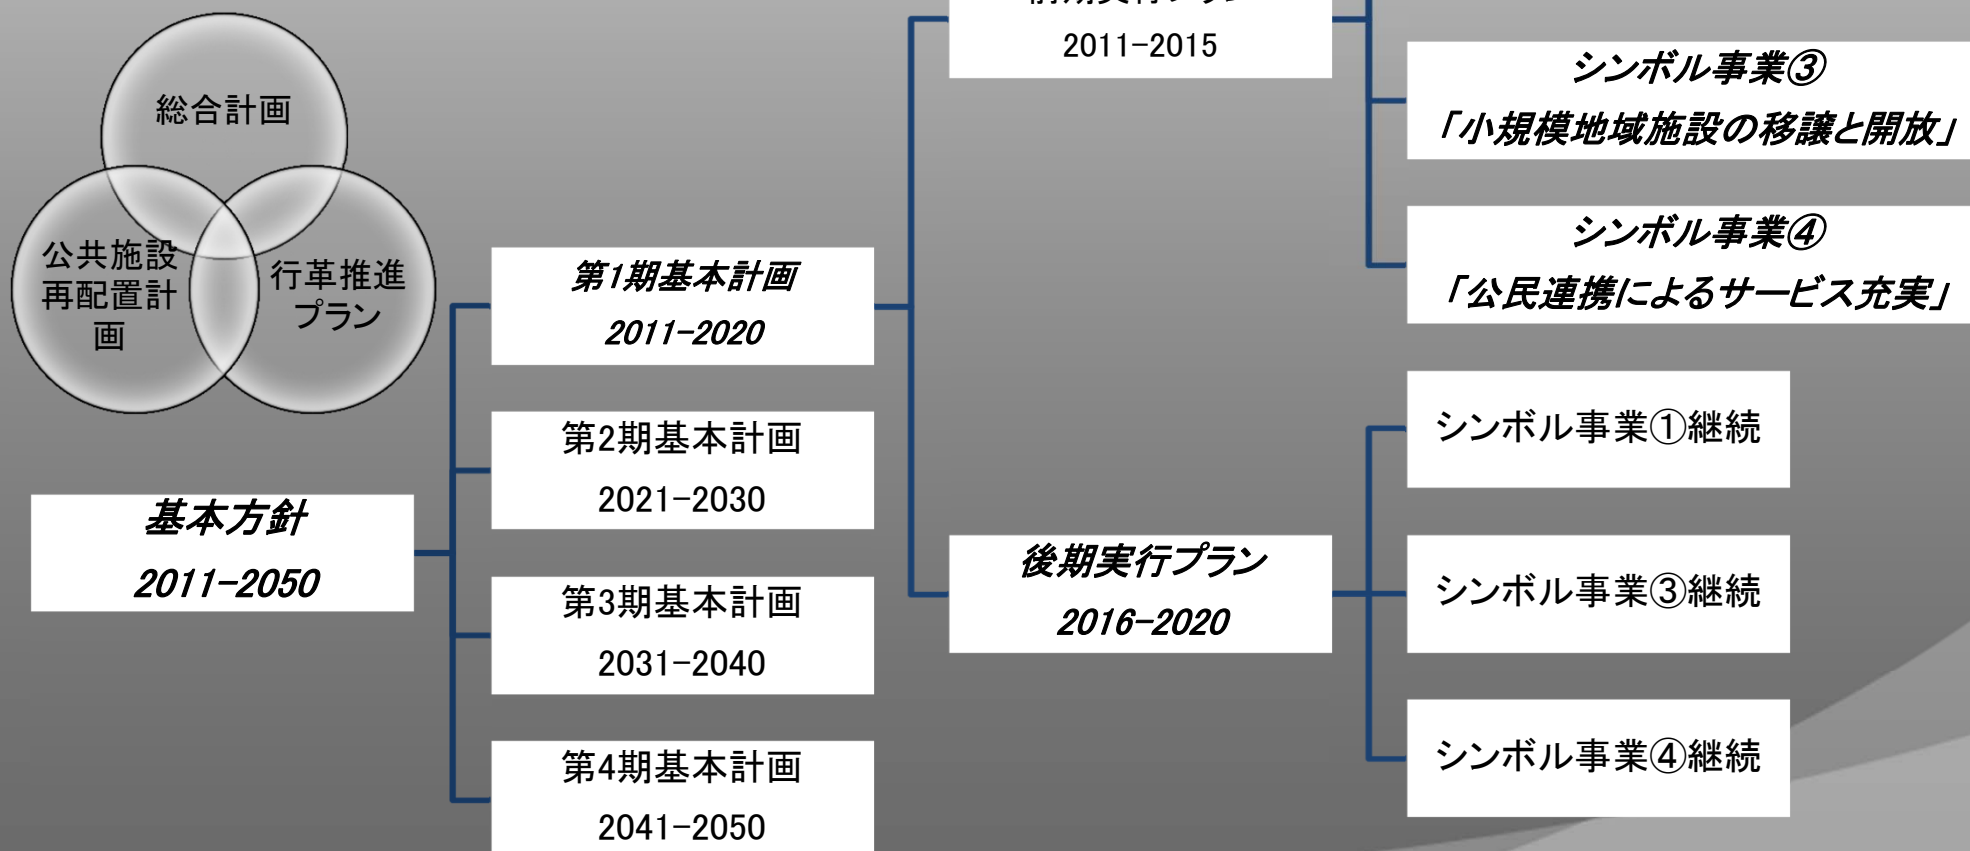 総合計画
公共施設
再配置計
画
行革推進
プラン
基本方針
2011-2050
第1期基本計画
2011-2020
第2期基本計画
2021-2030
第3期基本計画
2031-2040
第4期基本計画
2041-2050
2011-2015
後期実行プラン
2016-2020
シンボル事業③
「小規模地域施設の移譲と開放」
シンボル事業④
「公民連携によるサービス充実」
シンボル事業①継続
シンボル事業③継続
シンボル事業④継続